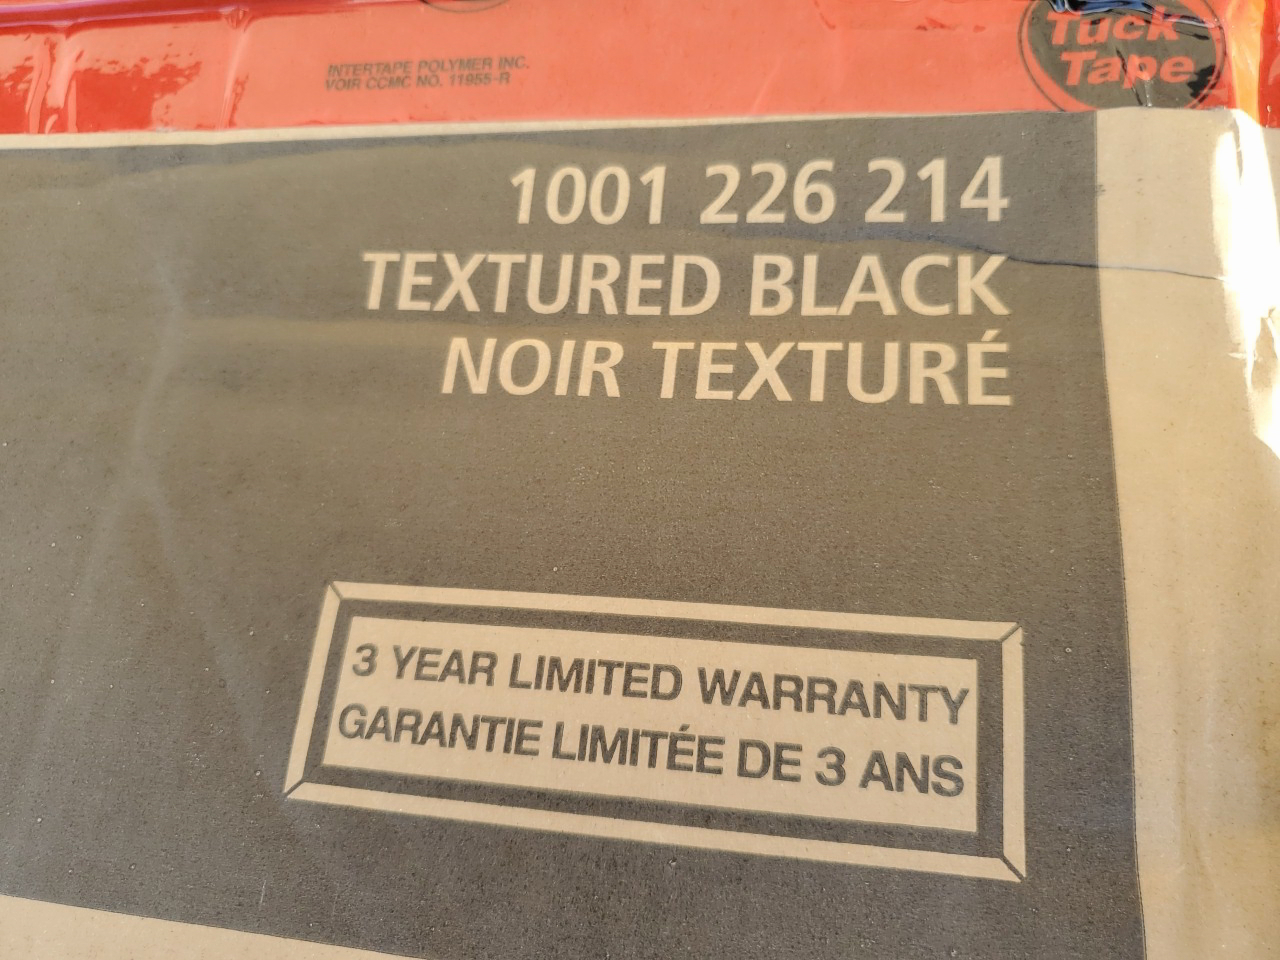 Tuck
Tape
INTERTAPE POLYMER INC.
VOIR CCMC NO. 11955-R
1001 226 214
TEXTURED BLACK
NOIR TEXTURÉ
3 YEAR LIMITED WARRANTY
GARANTIE LIMITÉE DE 3 ANS